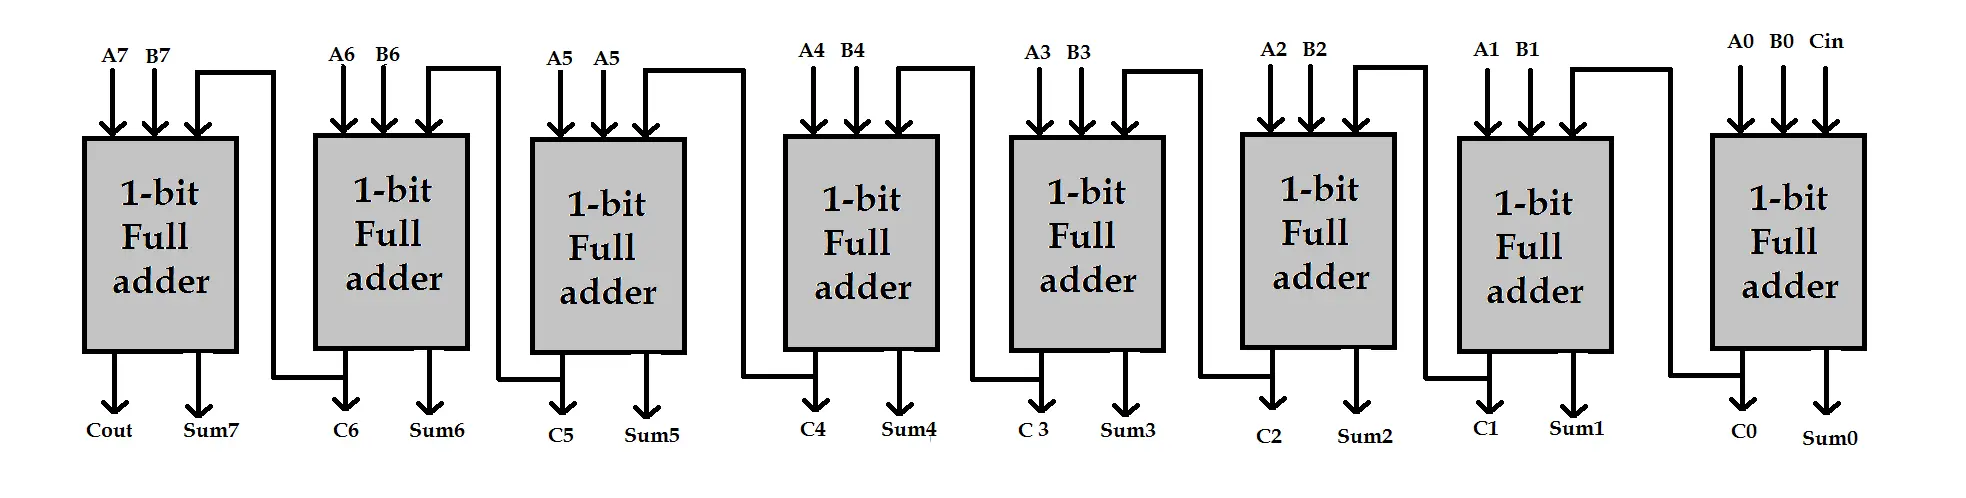 A7 B7 A6 B6 A5 A5 A4 B4 A3 B3 A2 B2 A1 B1 A0 B0 Cin
1-bit 1-bit 1-bit 1-bit 1-bit 1-bit 1-bit 1-bit
Full Full Full Full Full Full Full Full
adder adder adder adder adder adder adder adder
Cout Sum7 C6 Sum6 C5 Sum5 C4 Sum4 C 3 Sum3 C2 Sum2 C1 Sum1 C0 Sum0